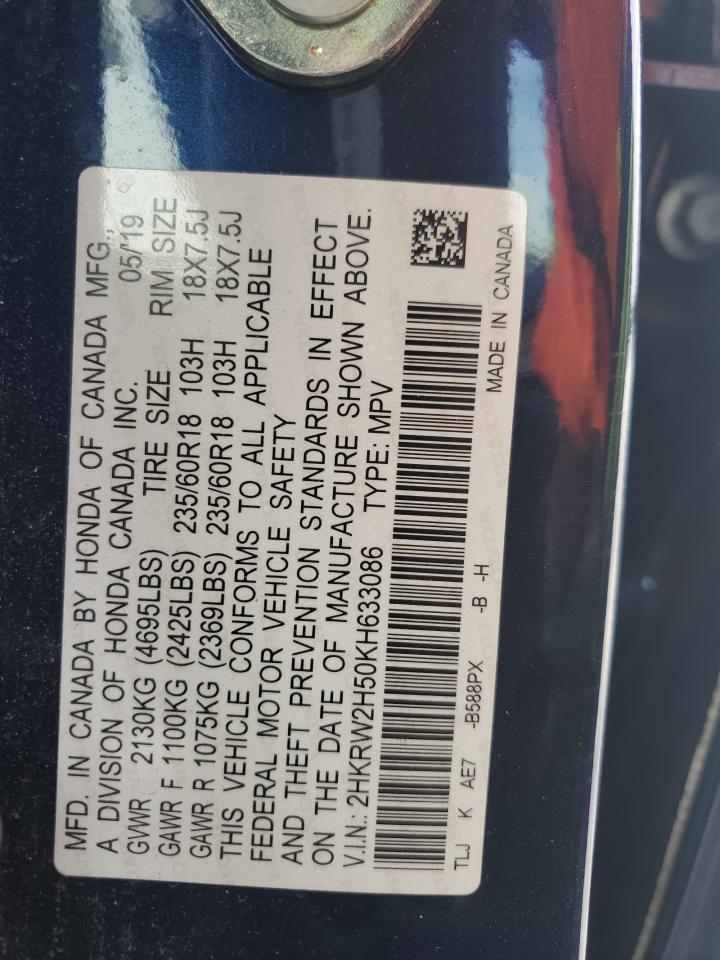 MFD. IN CANADA BY HONDA OF CANADA MFG.,
A DIVISION OF HONDA CANADA INC. 05/'19
GVWR 2130KG (4695LBS) TIRE SIZE RIM SIZE
GAWR F 1100KG (2425LBS) 235/60R18 103H 18X7.5J
GAWR R 1075KG (2369LBS) 235/60R18 103H 18X7.5J
THIS VEHICLE CONFORMS TO ALL APPLICABLE
FEDERAL MOTOR VEHICLE SAFETY
AND THEFT PREVENTION STANDARDS IN EFFECT
ON THE DATE OF MANUFACTURE SHOWN ABOVE.
V.I.N.: 2HKRW2H50KH633086 TYPE: MPV
TLJ K AE7 -B588PX -B -H MADE IN CANADA